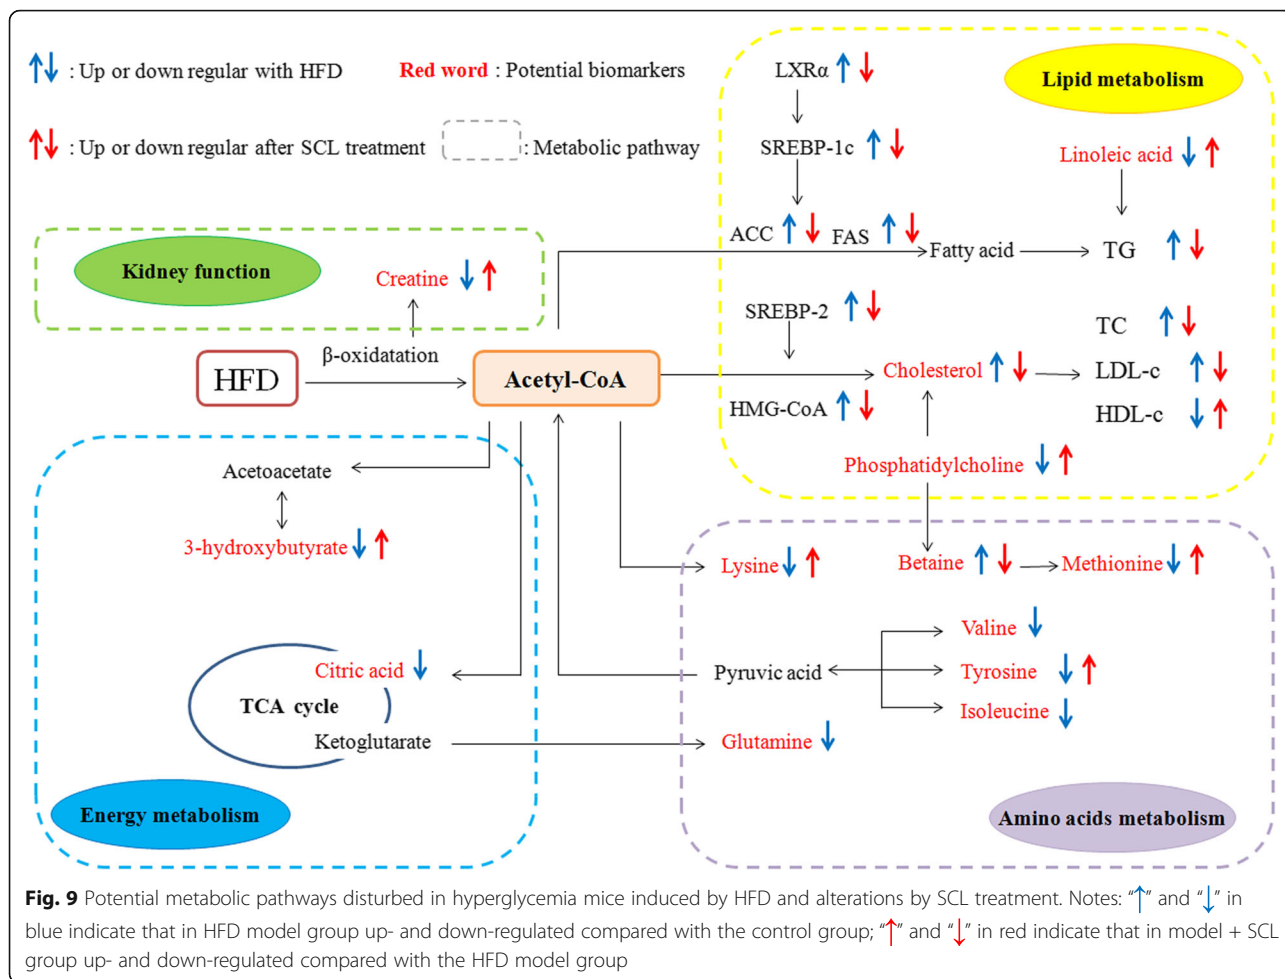 ↑↓ : Up or down regular with HFD
Red word : Potential biomarkers
↑↓ : Up or down regular after SCL treatment
: Metabolic pathway
LXRα ↑↓
Lipid metabolism
SREBP-1c ↑↓
Linoleic acid ↓↑
ACC ↑↓ FAS ↑↓
Fatty acid
TG ↑↓
Kidney function
Creatine ↓↑
SREBP-2 ↑↓
TC ↑↓
β-oxidatation
HFD
Acetyl-CoA
Cholesterol ↑↓
LDL-c ↑↓
HMG-CoA ↑↓
HDL-c ↓↑
Phosphatidylcholine ↓↑
Acetoacetate
3-hydroxybutyrate ↓↑
Lysine ↓↑
Betaine ↑↓
Methionine ↓↑
Valine ↓
Citric acid ↓
Pyruvic acid
Tyrosine ↓↑
TCA cycle
Isoleucine ↓
Ketoglutarate
Glutamine ↓
Energy metabolism
Amino acids metabolism
Fig. 9 Potential metabolic pathways disturbed in hyperglycemia mice induced by HFD and alterations by SCL treatment. Notes: “↑” and “↓” in
blue indicate that in HFD model group up- and down-regulated compared with the control group; “↑” and “↓” in red indicate that in model + SCL
group up- and down-regulated compared with the HFD model group